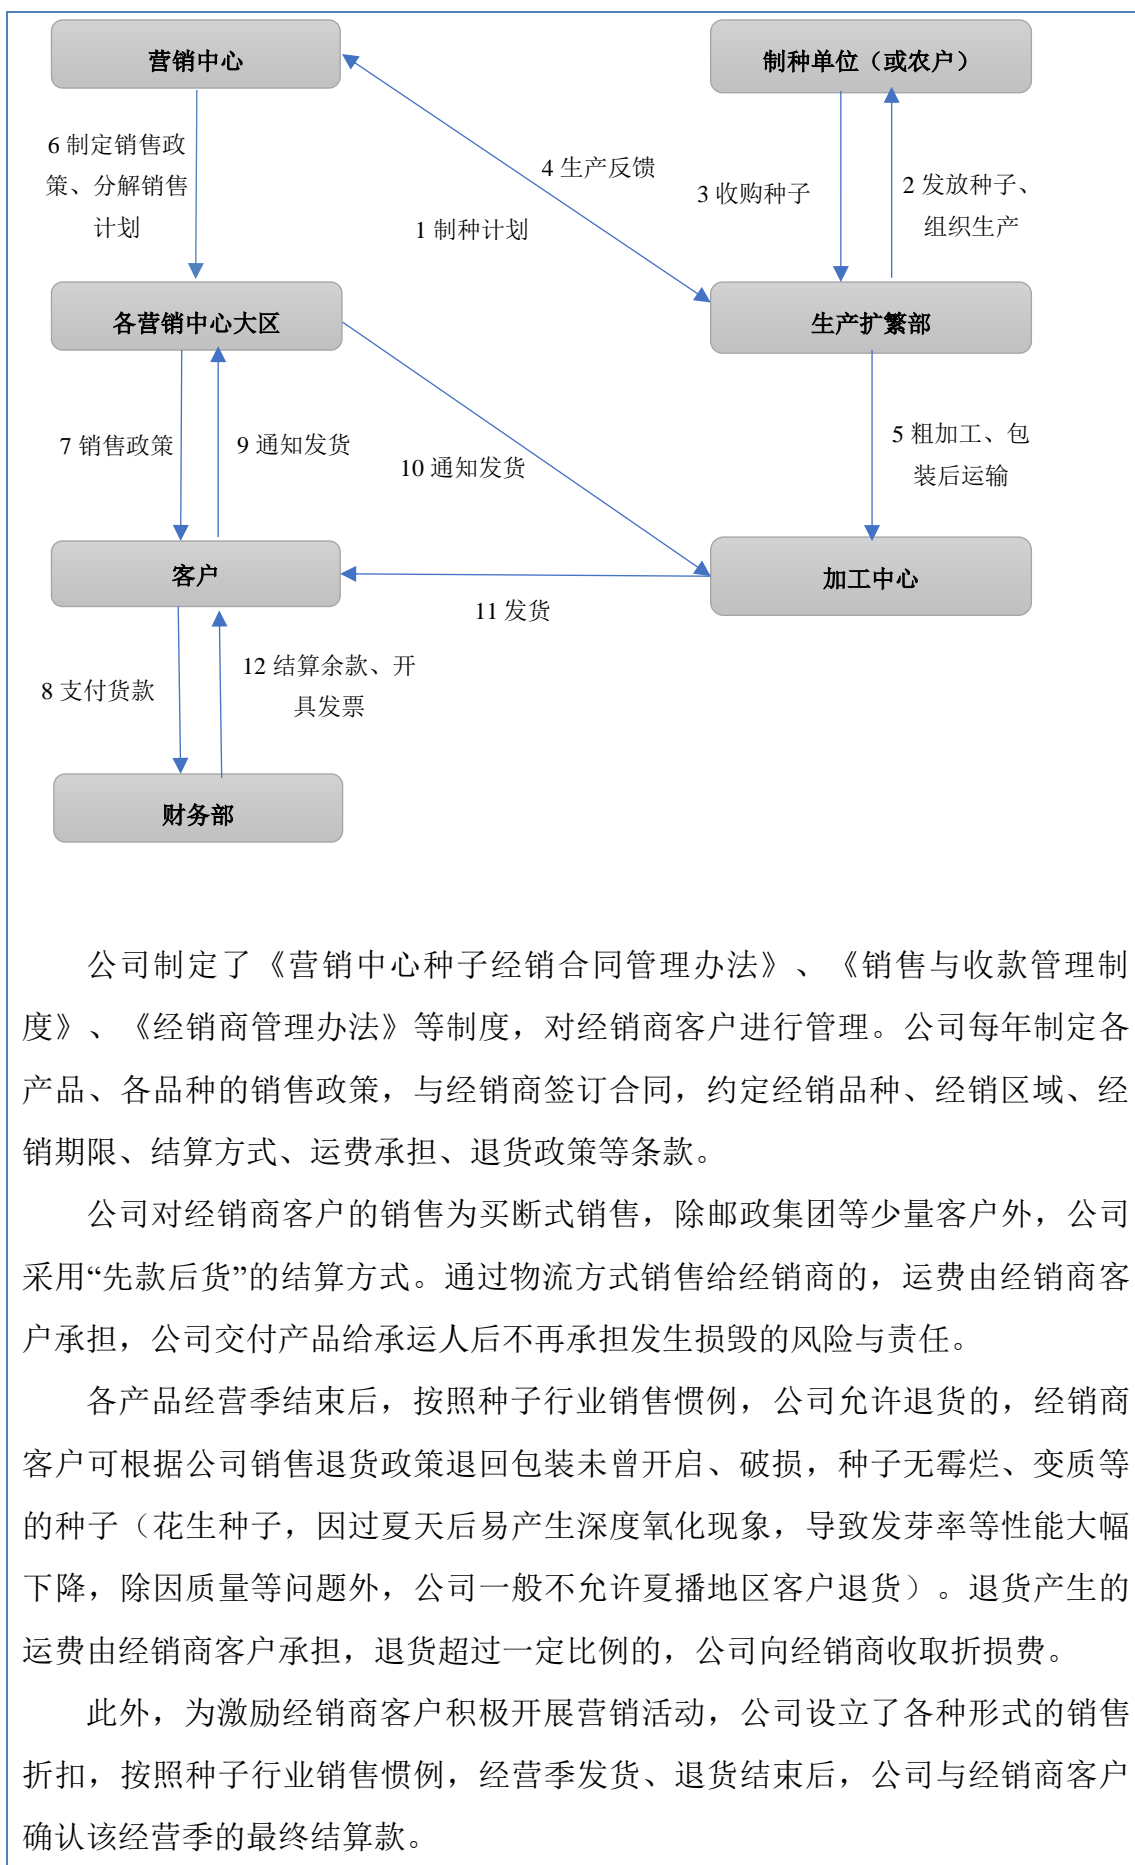 营销中心
制种单位（或农户）
6 制定销售政
策、分解销售
计划
4 生产反馈
3 收购种子
2 发放种子、
组织生产
1 制种计划
各营销中心大区
生产扩繁部
7 销售政策
9 通知发货
10 通知发货
5 粗加工、包
装后运输
客户
加工中心
11 发货
8 支付货款
12 结算余款、开
具发票
财务部
公司制定了《营销中心种子经销合同管理办法》、《销售与收款管理制
度》、《经销商管理办法》等制度，对经销商客户进行管理。公司每年制定各
产品、各品种的销售政策，与经销商签订合同，约定经销品种、经销区域、经
销期限、结算方式、运费承担、退货政策等条款。
公司对经销商客户的销售为买断式销售，除邮政集团等少量客户外，公司
采用“先款后货”的结算方式。通过物流方式销售给经销商的，运费由经销商客
户承担，公司交付产品给承运人后不再承担发生损毁的风险与责任。
各产品经营季结束后，按照种子行业销售惯例，公司允许退货的，经销商
客户可根据公司销售退货政策退回包装未曾开启、破损，种子无霉烂、变质等
的种子（花生种子，因过夏天后易产生深度氧化现象，导致发芽率等性能大幅
下降，除因质量等问题外，公司一般不允许夏播地区客户退货）。退货产生的
运费由经销商客户承担，退货超过一定比例的，公司向经销商收取折损费。
此外，为激励经销商客户积极开展营销活动，公司设立了各种形式的销售
折扣，按照种子行业销售惯例，经营季发货、退货结束后，公司与经销商客户
确认该经营季的最终结算款。